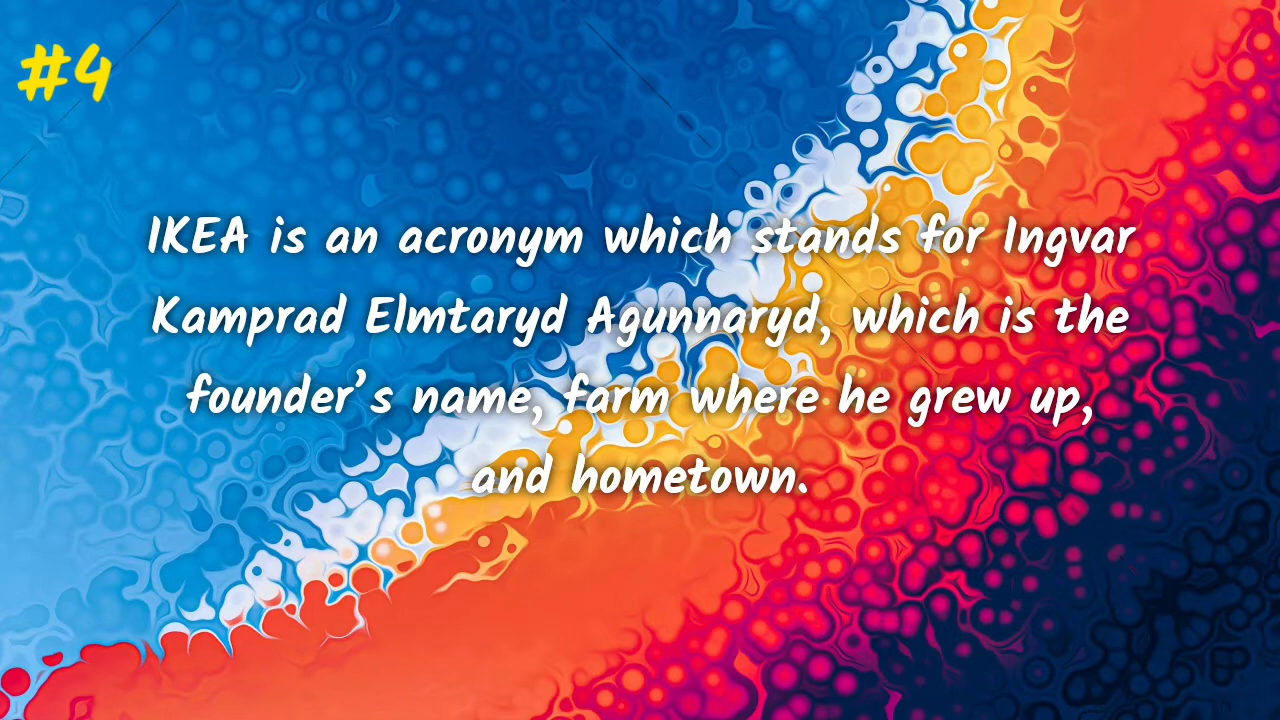 #4
IKEA is an acronym which stands for Ingvar
Kamprad Elmtaryd Agunnaryd, which is the
founder’s name, farm where he grew up,
and hometown.